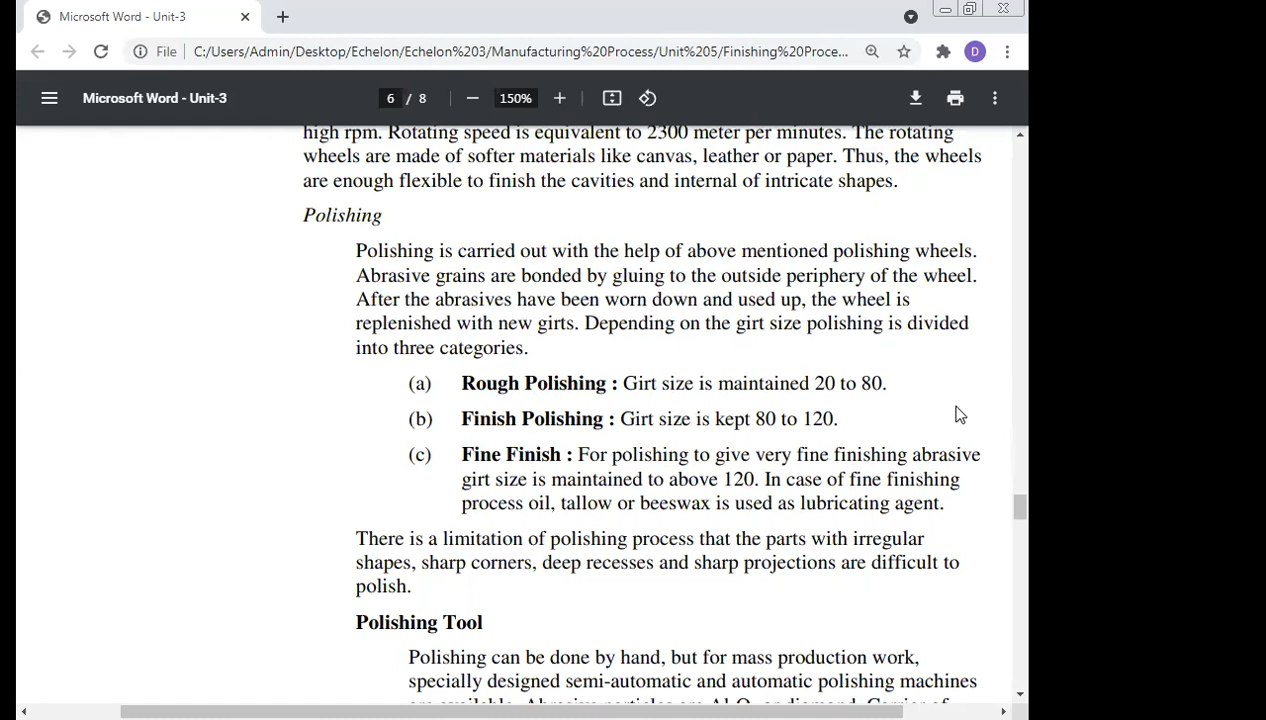 Microsoft Word - Unit-3
File C:/Users/Admin/Desktop/Echelon/Echelon%203/Manufacturing%20Process/Unit%205/Finishing%20Proce... D
Microsoft Word - Unit-3 6 / 8 150%
high rpm. Rotating speed is equivalent to 2300 meter per minutes. The rotating
wheels are made of softer materials like canvas, leather or paper. Thus, the wheels
are enough flexible to finish the cavities and internal of intricate shapes.
Polishing
Polishing is carried out with the help of above mentioned polishing wheels.
Abrasive grains are bonded by gluing to the outside periphery of the wheel.
After the abrasives have been worn down and used up, the wheel is
replenished with new girts. Depending on the girt size polishing is divided
into three categories.
(a) Rough Polishing : Girt size is maintained 20 to 80.
(b) Finish Polishing : Girt size is kept 80 to 120.
(c) Fine Finish : For polishing to give very fine finishing abrasive
girt size is maintained to above 120. In case of fine finishing
process oil, tallow or beeswax is used as lubricating agent.
There is a limitation of polishing process that the parts with irregular
shapes, sharp corners, deep recesses and sharp projections are difficult to
polish.
Polishing Tool
Polishing can be done by hand, but for mass production work,
specially designed semi-automatic and automatic polishing machines
are available. Abrasive particles are Al O or diamond. Carrier of